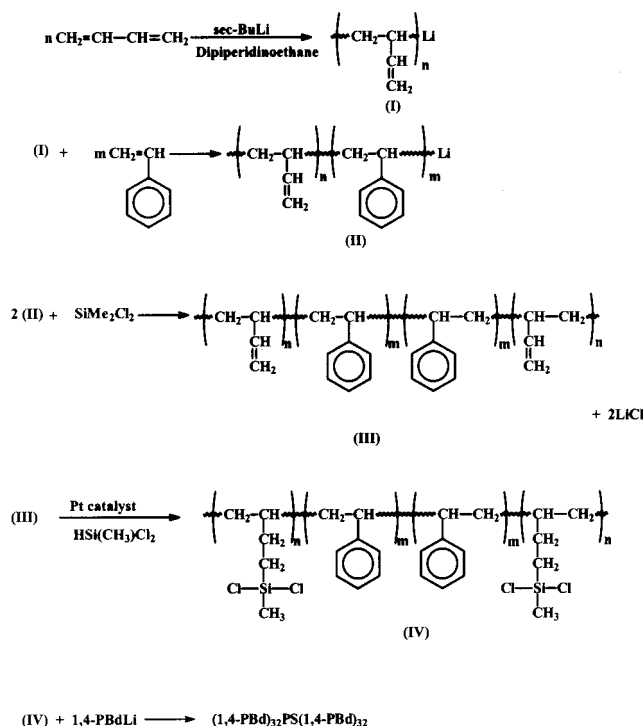 n CH₂=CH-CH=CH₂ sec-BuLi Dipiperidinoethane CH₂-CH Li n
CH
CH₂
(I)
(I) + m CH₂=CH CH₂-CH n CH₂-CH m Li
CH
CH₂
(II)
2 (II) + SiMe₂Cl₂ CH₂-CH n CH₂-CH m CH-CH₂ m CH-CH₂ n
CH CH
CH₂ CH₂
+ 2LiCl
(III)
(III) Pt catalyst HSi(CH₃)Cl₂ CH₂-CH n CH₂-CH m CH-CH₂ m CH-CH₂ n
CH₂ CH₂
CH₂ CH₂
Cl-Si-Cl Cl-Si-Cl
CH₃ CH₃
(IV)
(IV) + 1,4-PBdLi (1,4-PBd)₃₂PS(1,4-PBd)₃₂